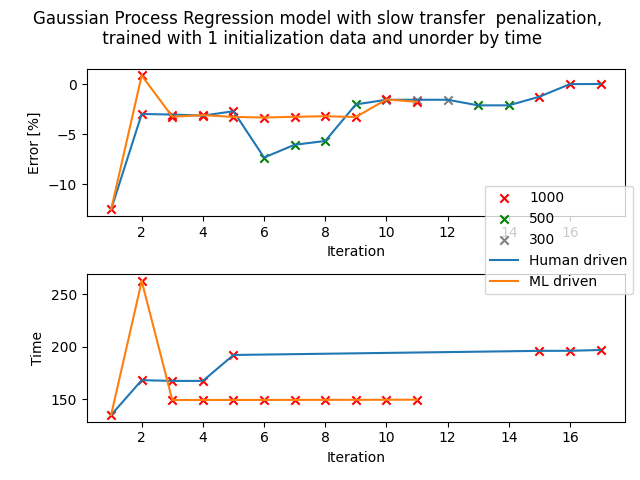 Gaussian Process Regression model with slow transfer  penalization,
trained with 1 initialization data and unorder by time
Error [%]
0
−5
−10
2 4 6 8 10 12 14 16
Iteration
1000
500
300
Human driven
ML driven
Time
250
200
150
2 4 6 8 10 12 14 16
Iteration